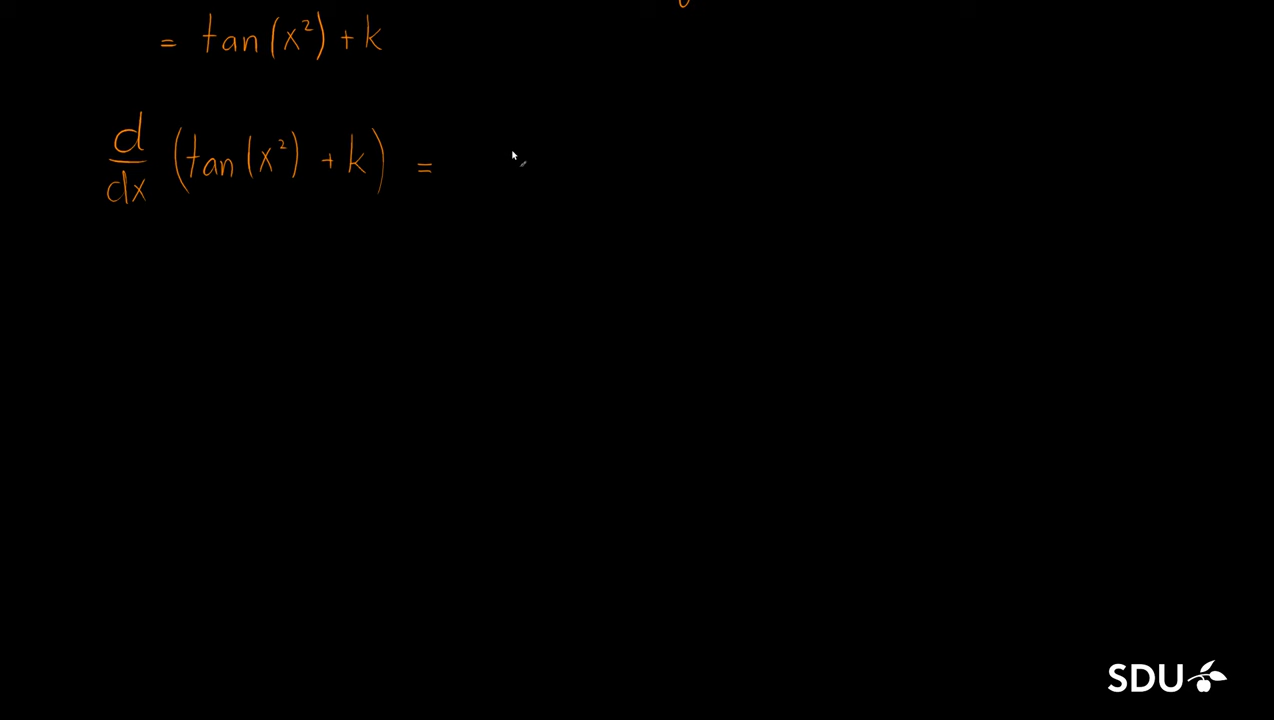 = tan(x²) + k
d/dx (tan(x²) + k) =
SDU